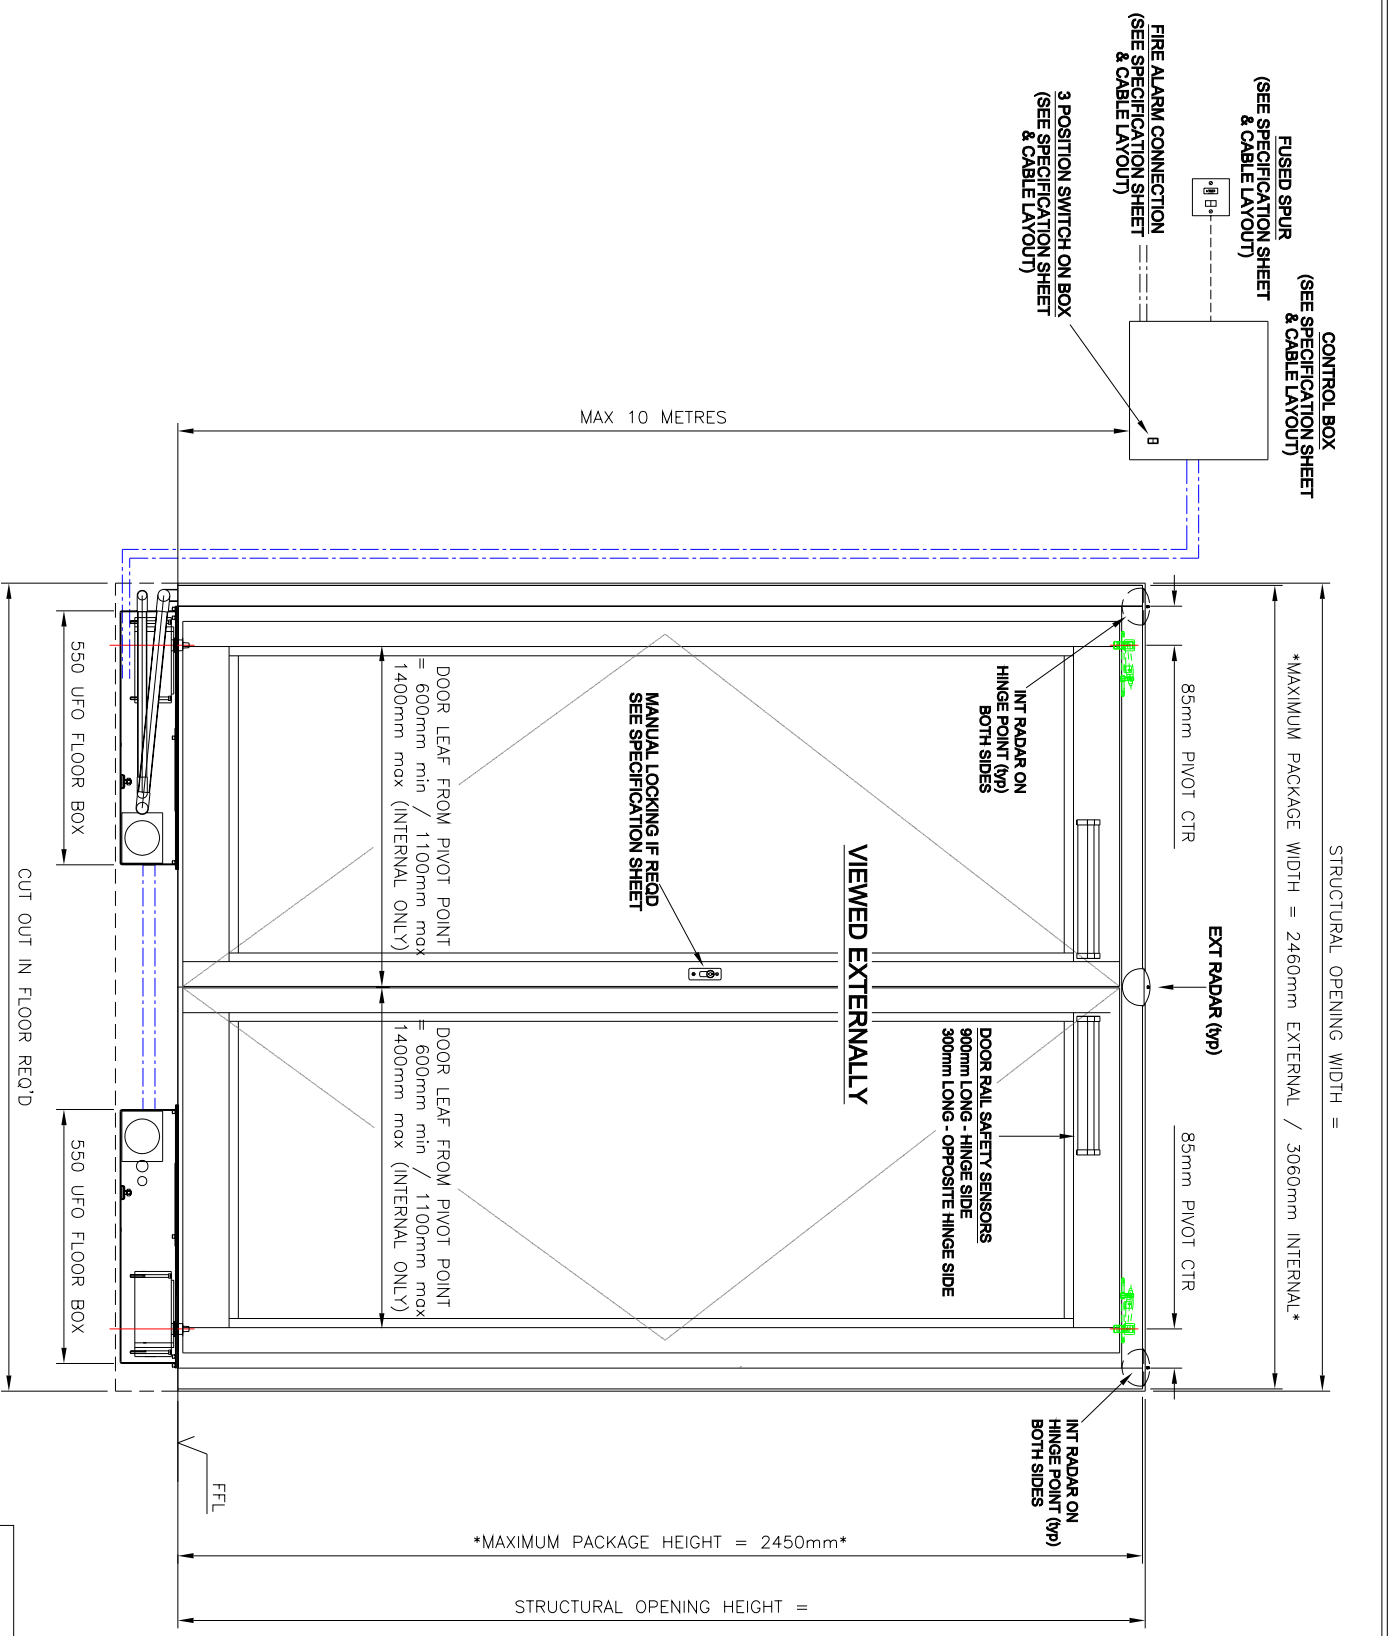 CONTROL BOX
(SEE SPECIFICATION SHEET
& CABLE LAYOUT)
FUSED SPUR
(SEE SPECIFICATION SHEET
& CABLE LAYOUT)
FIRE ALARM CONNECTION
(SEE SPECIFICATION SHEET
& CABLE LAYOUT)
3 POSITION SWITCH ON BOX
(SEE SPECIFICATION SHEET
& CABLE LAYOUT)
MAX 10 METRES
STRUCTURAL OPENING WIDTH =
*MAXIMUM PACKAGE WIDTH = 2460mm EXTERNAL / 3060mm INTERNAL*
85mm PIVOT CTR
EXT RADAR (typ)
85mm PIVOT CTR
INT RADAR ON
HINGE POINT (typ)
BOTH SIDES
INT RADAR ON
HINGE POINT (typ)
BOTH SIDES
DOOR RAIL SAFETY SENSORS
900mm LONG - HINGE SIDE
300mm LONG - OPPOSITE HINGE SIDE
VIEWED EXTERNALLY
MANUAL LOCKING IF REQD
SEE SPECIFICATION SHEET
DOOR LEAF FROM PIVOT POINT
= 600mm min / 1100mm max
1400mm max (INTERNAL ONLY)
DOOR LEAF FROM PIVOT POINT
= 600mm min / 1100mm max
1400mm max (INTERNAL ONLY)
FFL
*MAXIMUM PACKAGE HEIGHT = 2450mm*
STRUCTURAL OPENING HEIGHT =
550 UFO FLOOR BOX
550 UFO FLOOR BOX
CUT OUT IN FLOOR REQ'D